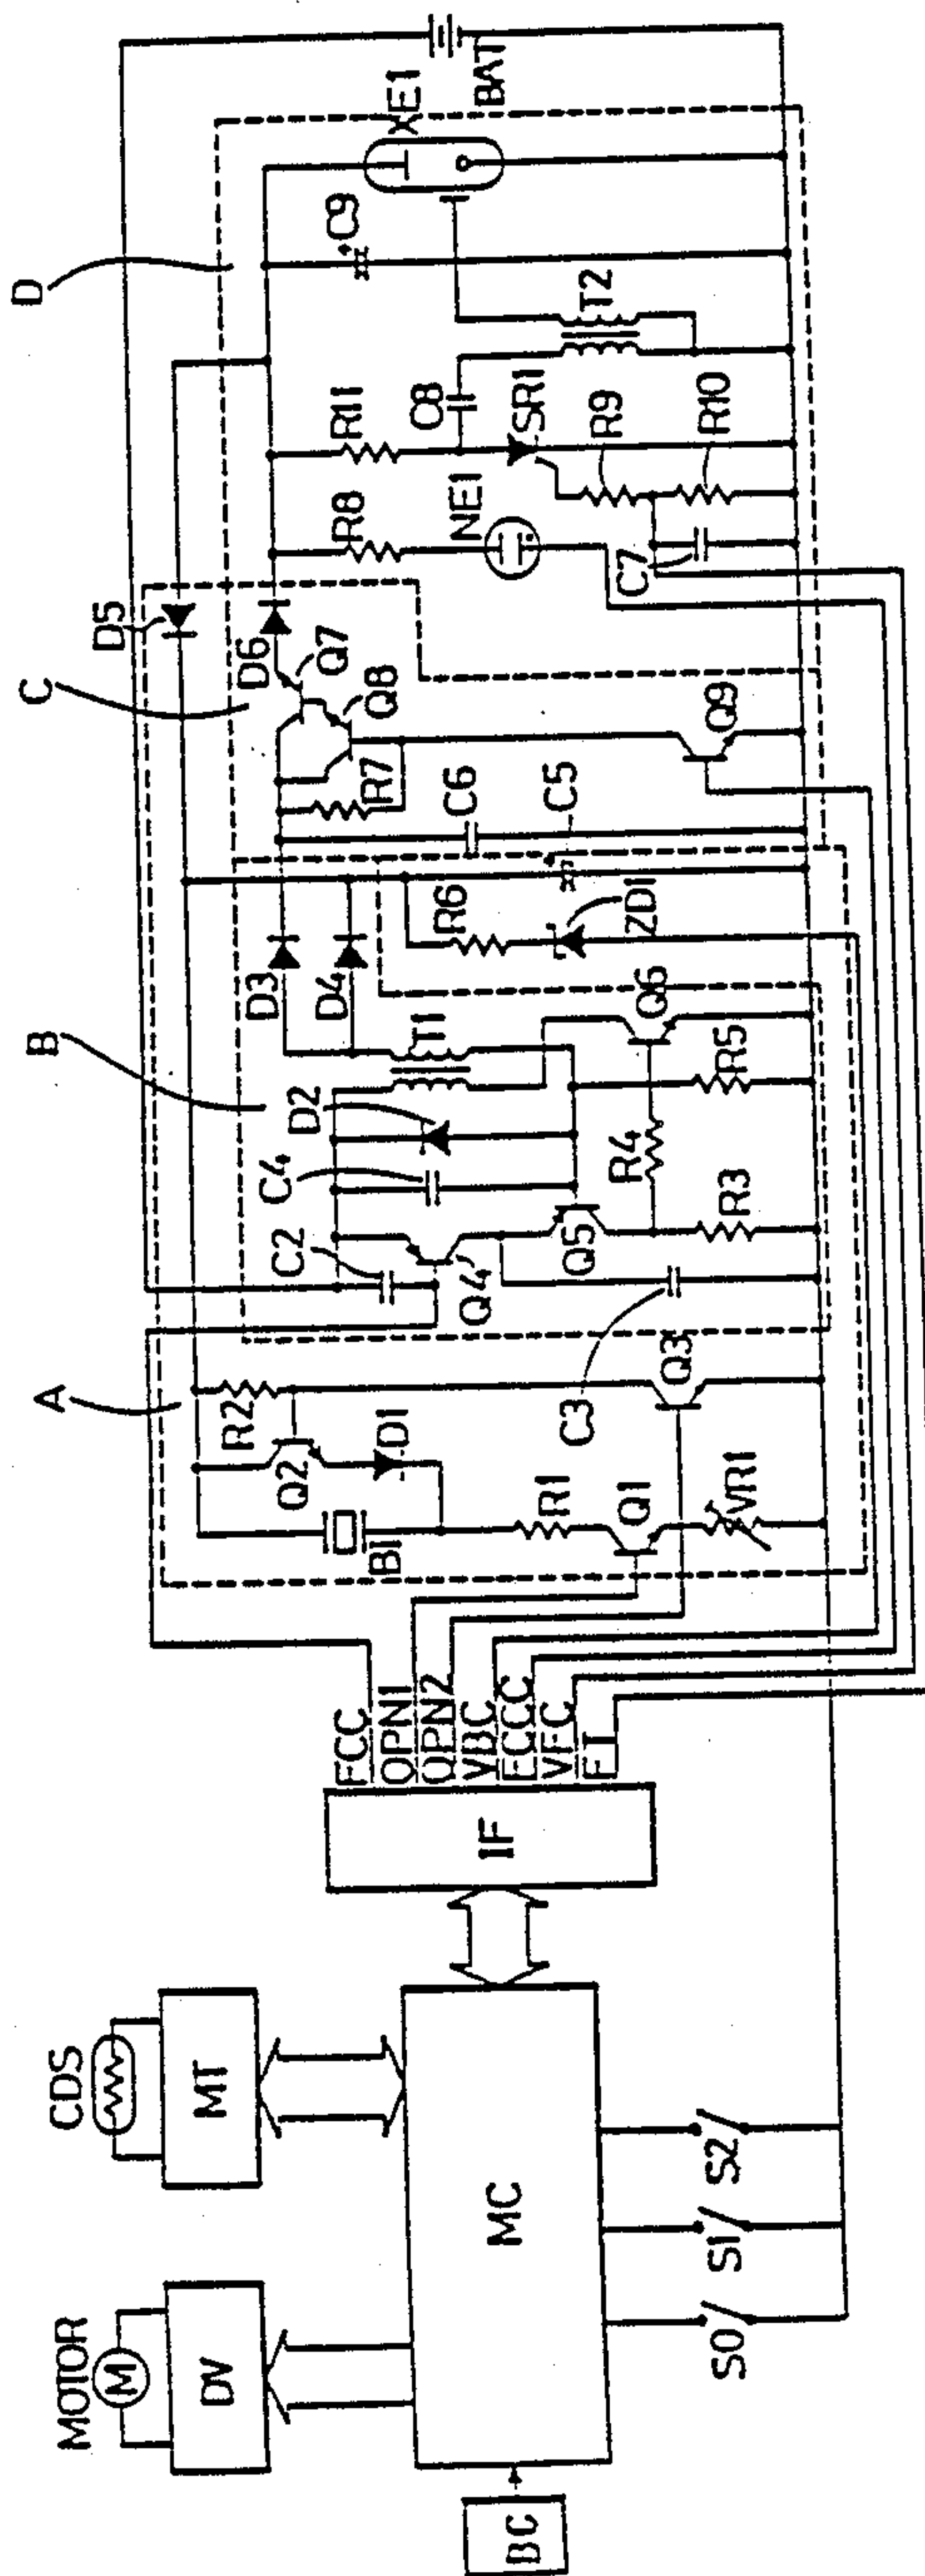 MOTOR
M
DV
CDS
MT
BC
MC
S0
S1
S2
IF
FCC
OPN1
OPN2
VBC
FCCC
VFC
FT
A
R2
Q2
D1
B1
R1
Q1
VR1
Q3
B
C2
C4
D2
T1
Q4
Q5
C3
R4
R3
R5
Q6
D3
D4
R6
ZD1
C5
C
D5
D6
Q7
Q8
R7
C6
Q9
D
R8
R11
NE1
C7
C8
SR1
R9
R10
T2
C9
XE1
BAT